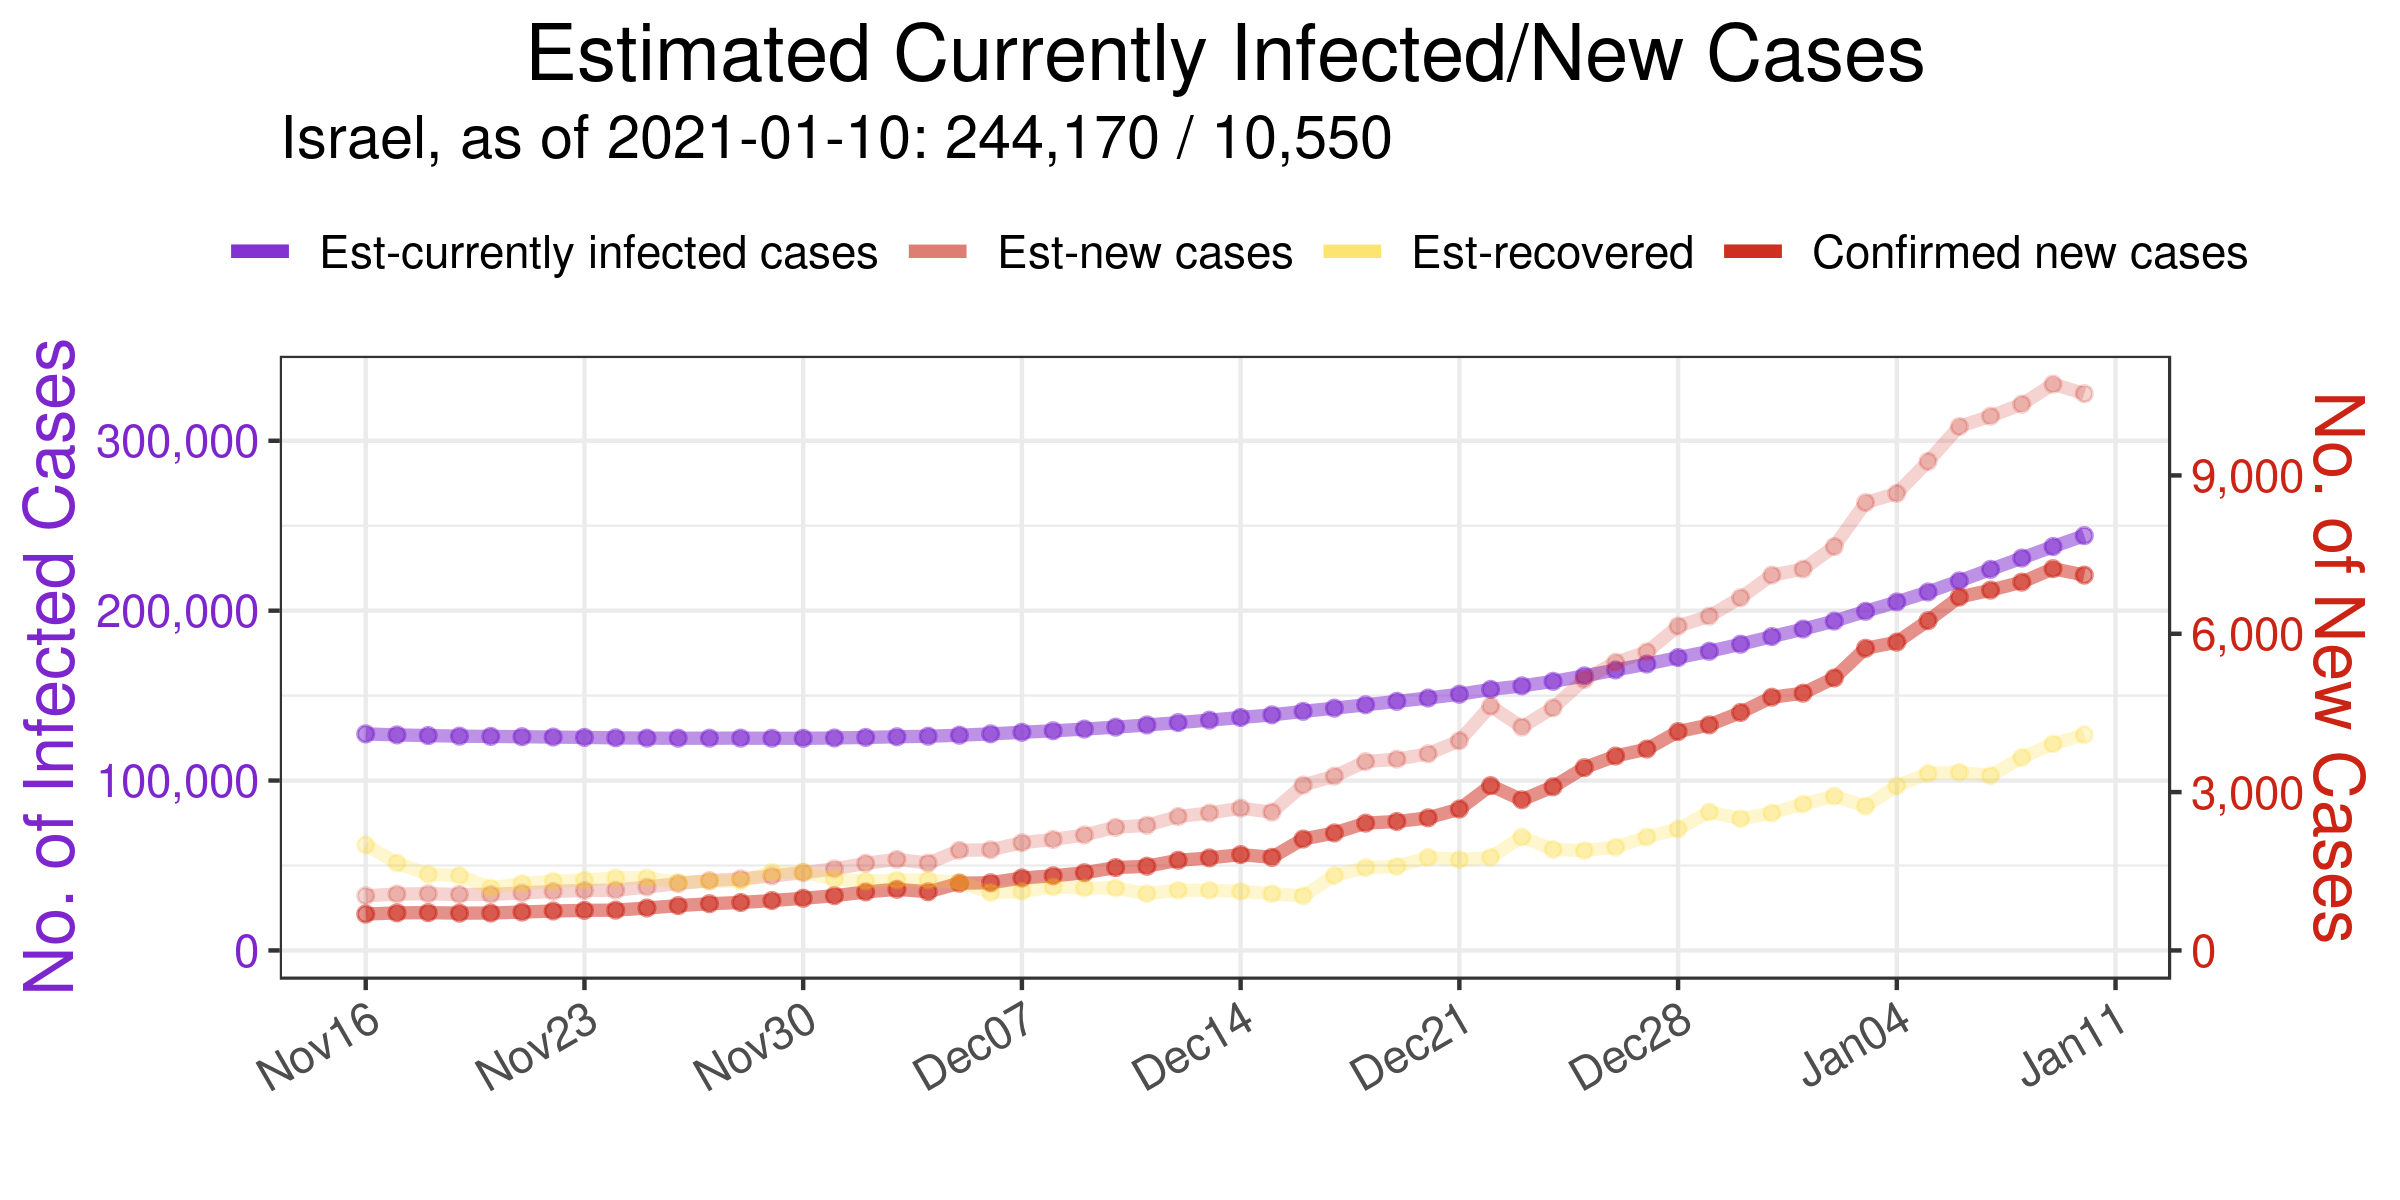 Estimated Currently Infected/New Cases
Israel, as of 2021-01-10: 244,170 / 10,550
Est-currently infected cases Est-new cases Est-recovered Confirmed new cases
No. of Infected Cases
300,000
200,000
100,000
0
No. of New Cases
9,000
6,000
3,000
0
Nov16 Nov23 Nov30 Dec07 Dec14 Dec21 Dec28 Jan04 Jan11